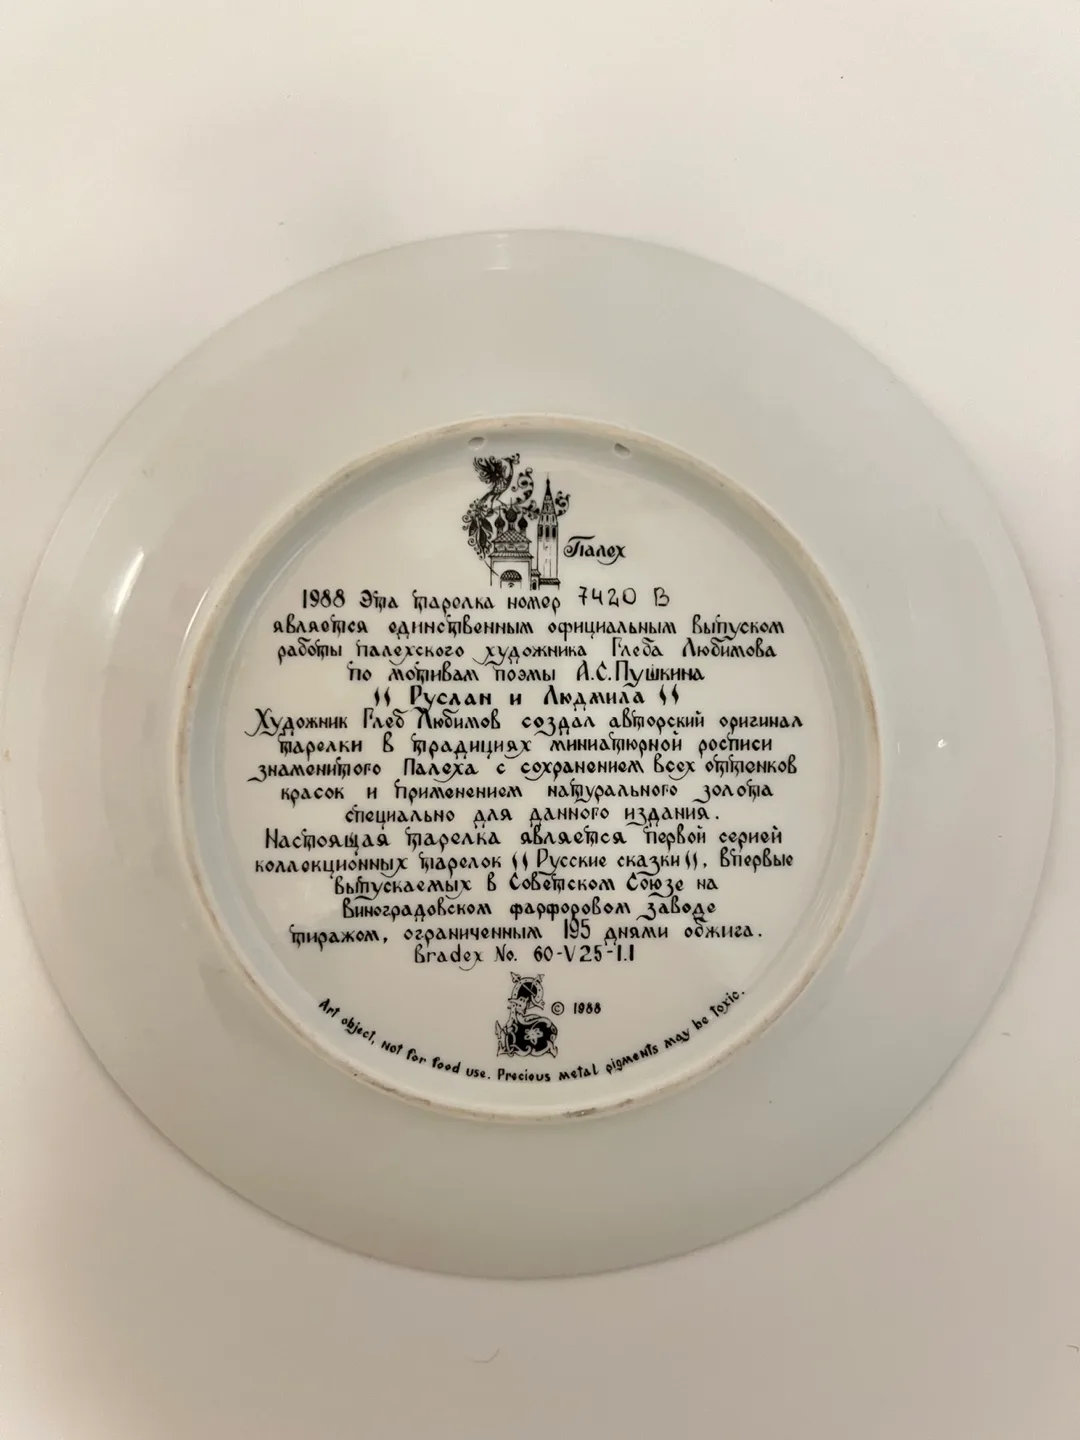 Палех
1988 Эта тарелка номер 7420 В
является единственным официальным выпуском
работы палехского художника Глеба Любимова
по мотивам поэмы А.С.Пушкина
"Руслан и Людмила"
Художник Глеб Любимов создал авторский оригинал
тарелки в традициях миниатюрной росписи
знаменитого Палеха с сохранением всех оттенков
красок и применением натурального золота
специально для данного издания.
Настоящая тарелка является первой серией
коллекционных тарелок "Русские сказки", впервые
выпускаемых в Советском Союзе на
Виноградовском фарфоровом заводе
тиражом, ограниченным 195 днями обжига.
Bradex No. 60-V25-1.1
© 1988
Art object, not for food use. Precious metal pigments may be toxic.